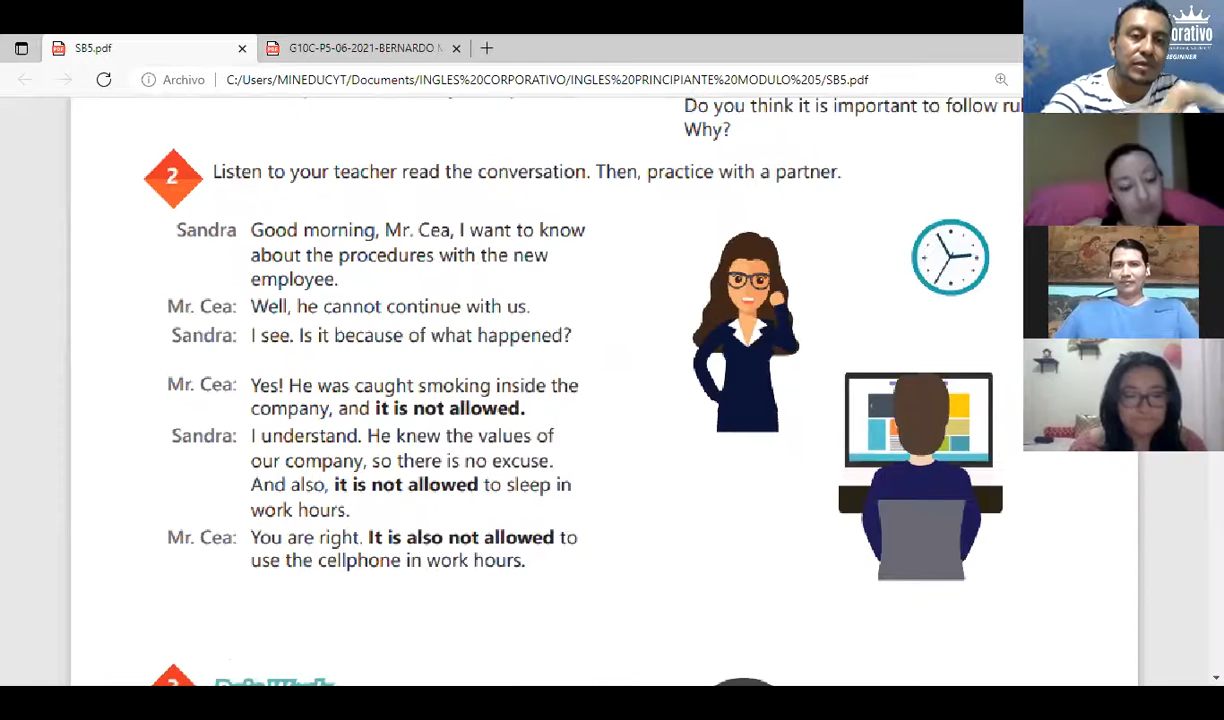 SB5.pdf
G10C-P5-06-2021-BERNARDO M
Archivo
C:/Users/MINEDUCYT/Documents/INGLES%20CORPORATIVO/INGLES%20PRINCIPIANTE%20MODULO%205/SB5.pdf
Do you think it is important to follow rul
Why?
2
Listen to your teacher read the conversation. Then, practice with a partner.
Sandra Good morning, Mr. Cea, I want to know
about the procedures with the new
employee.
Mr. Cea: Well, he cannot continue with us.
Sandra: I see. Is it because of what happened?
Mr. Cea: Yes! He was caught smoking inside the
company, and it is not allowed.
Sandra: I understand. He knew the values of
our company, so there is no excuse.
And also, it is not allowed to sleep in
work hours.
Mr. Cea: You are right. It is also not allowed to
use the cellphone in work hours.
orativo
BEGINNER